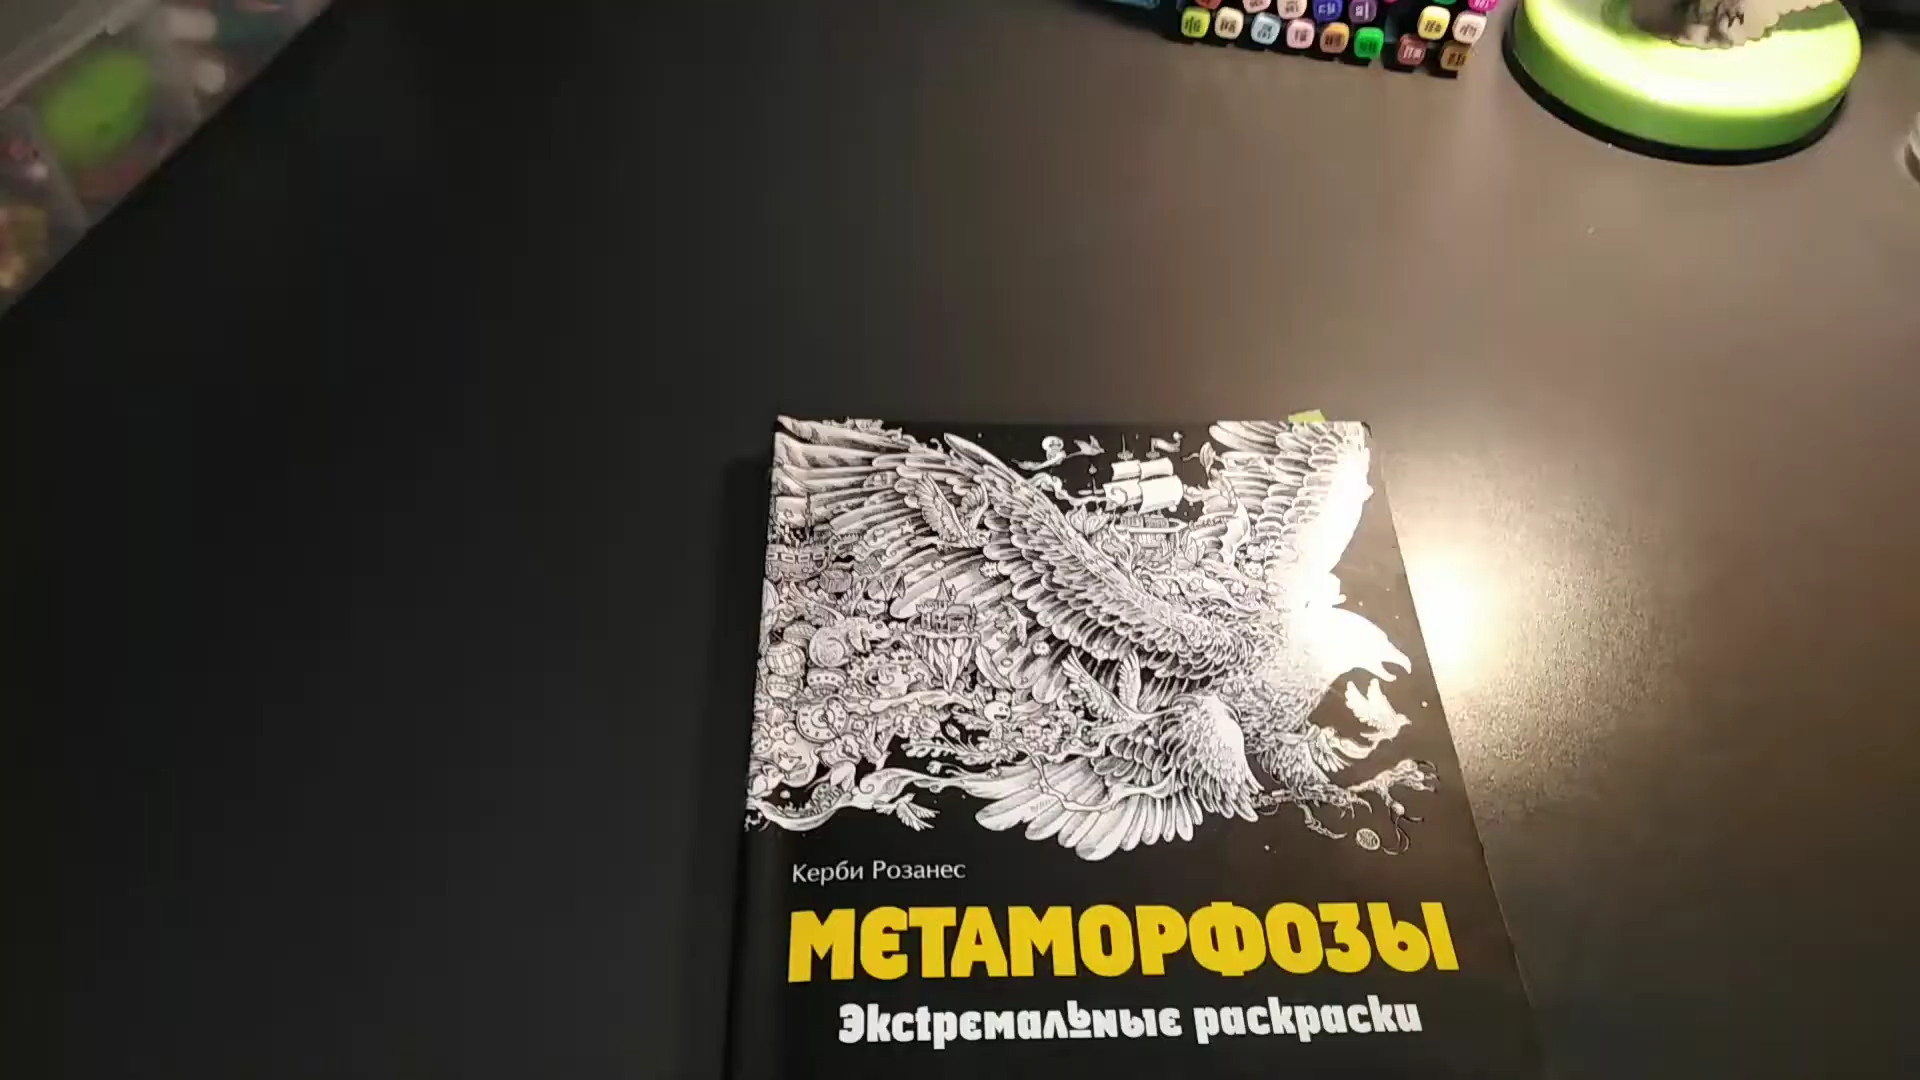 Керби Розанес
МЕТАМОРФОЗЫ
Экстремальные раскраски